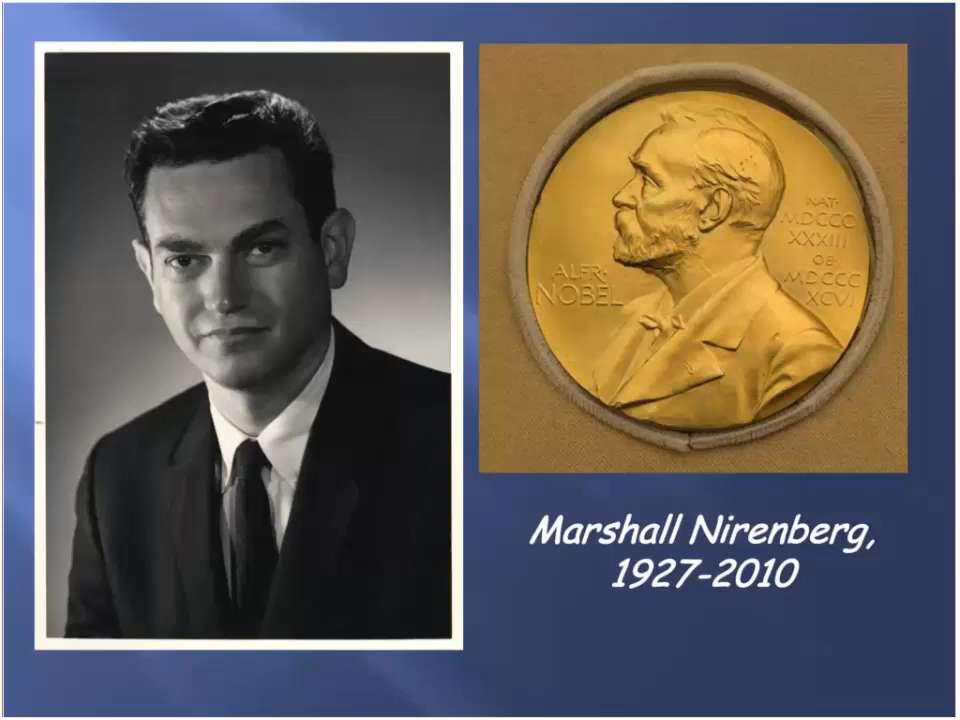 ALFR·
NOBEL
NAT·
MDCCC
XXXIII
OB·
MDCCC
XCVI
Marshall Nirenberg,
1927-2010